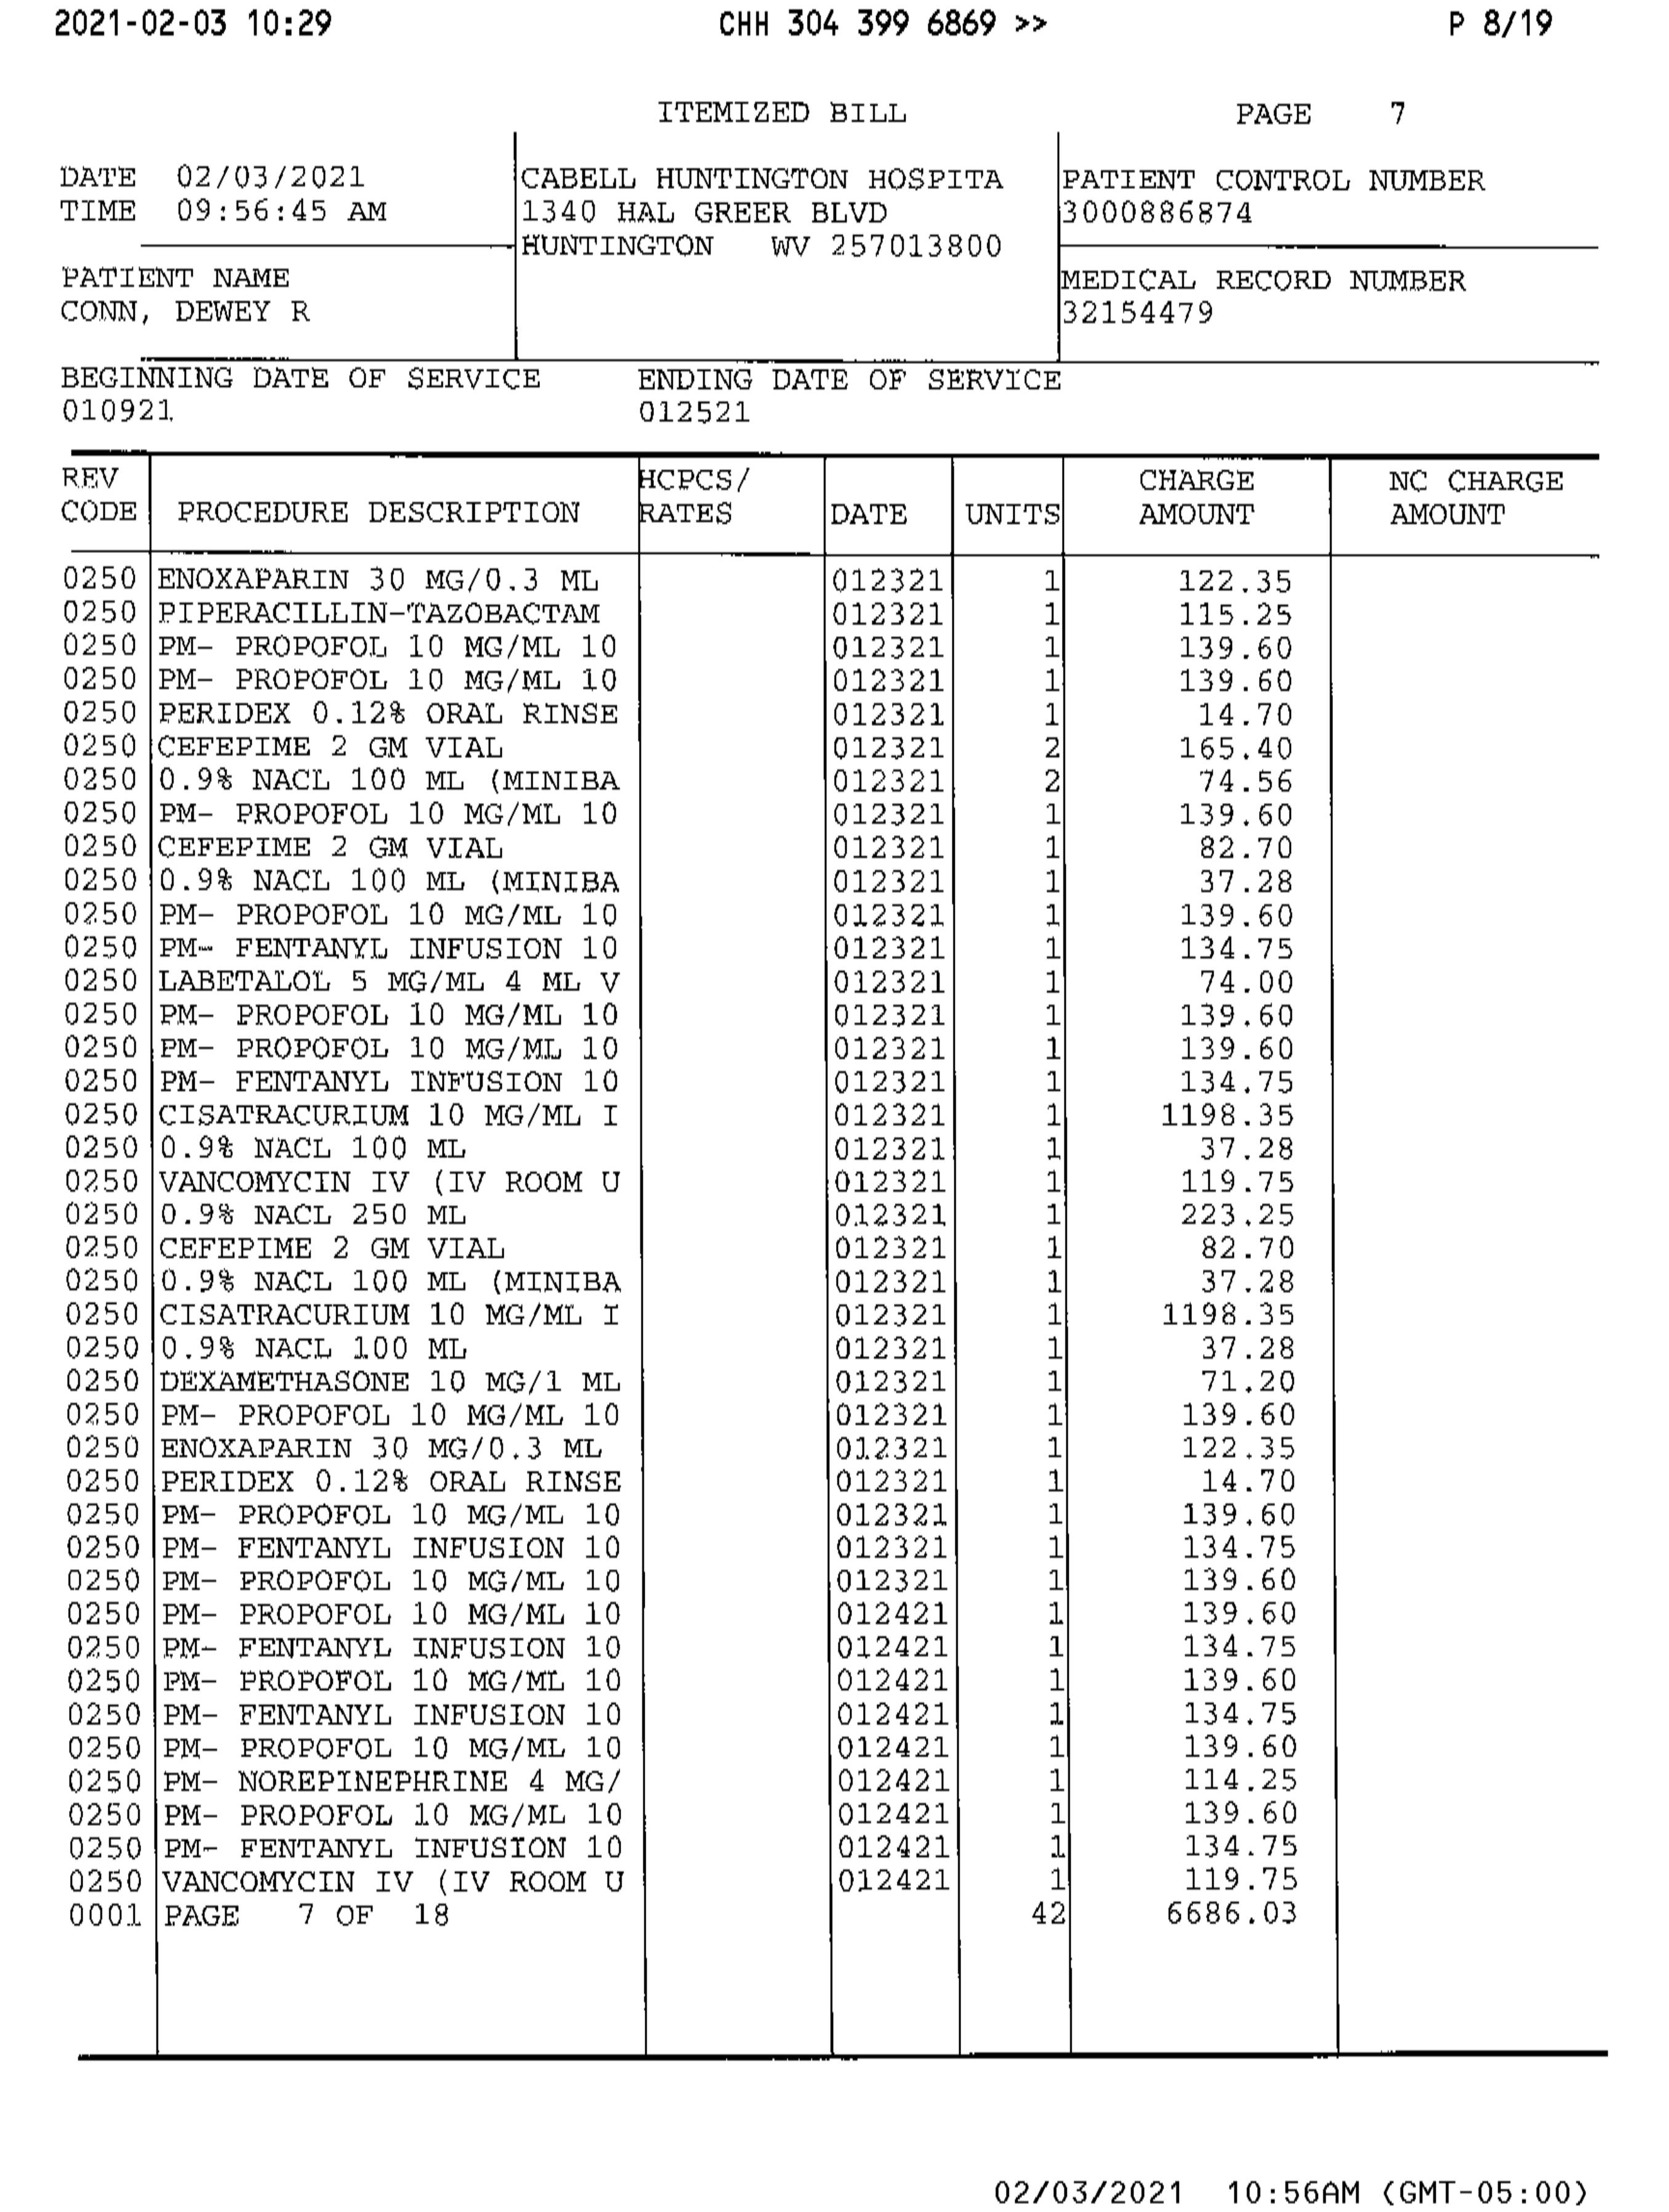 2021-02-03 10:29 CHH 304 399 6869 >> P 8/19
ITEMIZED BILL PAGE 7
DATE 02/03/2021 CABELL HUNTINGTON HOSPITA PATIENT CONTROL NUMBER
TIME 09:56:45 AM 1340 HAL GREER BLVD 3000886874
HUNTINGTON WV 257013800
PATIENT NAME MEDICAL RECORD NUMBER
CONN, DEWEY R 32154479
BEGINNING DATE OF SERVICE ENDING DATE OF SERVICE
010921 012521
REV HCPCS/ CHARGE NC CHARGE
CODE PROCEDURE DESCRIPTION RATES DATE UNITS AMOUNT AMOUNT
0250 ENOXAPARIN 30 MG/0.3 ML 012321 1 122.35
0250 PIPERACILLIN-TAZOBACTAM 012321 1 115.25
0250 PM- PROPOFOL 10 MG/ML 10 012321 1 139.60
0250 PM- PROPOFOL 10 MG/ML 10 012321 1 139.60
0250 PERIDEX 0.12% ORAL RINSE 012321 1 14.70
0250 CEFEPIME 2 GM VIAL 012321 2 165.40
0250 0.9% NACL 100 ML (MINIBA 012321 2 74.56
0250 PM- PROPOFOL 10 MG/ML 10 012321 1 139.60
0250 CEFEPIME 2 GM VIAL 012321 1 82.70
0250 0.9% NACL 100 ML (MINIBA 012321 1 37.28
0250 PM- PROPOFOL 10 MG/ML 10 012321 1 139.60
0250 PM- FENTANYL INFUSION 10 012321 1 134.75
0250 LABETALOL 5 MG/ML 4 ML V 012321 1 74.00
0250 PM- PROPOFOL 10 MG/ML 10 012321 1 139.60
0250 PM- PROPOFOL 10 MG/ML 10 012321 1 139.60
0250 PM- FENTANYL INFUSION 10 012321 1 134.75
0250 CISATRACURIUM 10 MG/ML I 012321 1 1198.35
0250 0.9% NACL 100 ML 012321 1 37.28
0250 VANCOMYCIN IV (IV ROOM U 012321 1 119.75
0250 0.9% NACL 250 ML 012321 1 223.25
0250 CEFEPIME 2 GM VIAL 012321 1 82.70
0250 0.9% NACL 100 ML (MINIBA 012321 1 37.28
0250 CISATRACURIUM 10 MG/ML I 012321 1 1198.35
0250 0.9% NACL 100 ML 012321 1 37.28
0250 DEXAMETHASONE 10 MG/1 ML 012321 1 71.20
0250 PM- PROPOFOL 10 MG/ML 10 012321 1 139.60
0250 ENOXAPARIN 30 MG/0.3 ML 012321 1 122.35
0250 PERIDEX 0.12% ORAL RINSE 012321 1 14.70
0250 PM- PROPOFOL 10 MG/ML 10 012321 1 139.60
0250 PM- FENTANYL INFUSION 10 012321 1 134.75
0250 PM- PROPOFOL 10 MG/ML 10 012321 1 139.60
0250 PM- PROPOFOL 10 MG/ML 10 012421 1 139.60
0250 PM- FENTANYL INFUSION 10 012421 1 134.75
0250 PM- PROPOFOL 10 MG/ML 10 012421 1 139.60
0250 PM- FENTANYL INFUSION 10 012421 1 134.75
0250 PM- PROPOFOL 10 MG/ML 10 012421 1 139.60
0250 PM- NOREPINEPHRINE 4 MG/ 012421 1 114.25
0250 PM- PROPOFOL 10 MG/ML 10 012421 1 139.60
0250 PM- FENTANYL INFUSION 10 012421 1 134.75
0250 VANCOMYCIN IV (IV ROOM U 012421 1 119.75
0001 PAGE 7 OF 18 42 6686.03
02/03/2021 10:56AM (GMT-05:00)